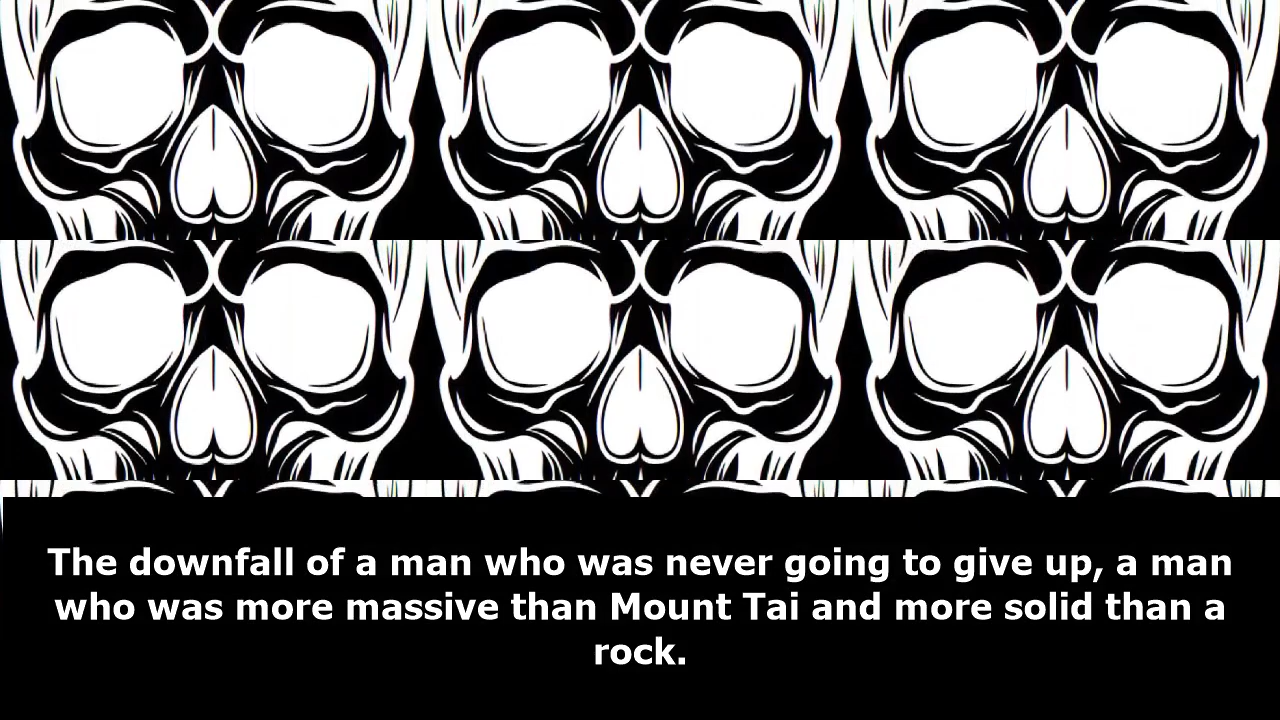 The downfall of a man who was never going to give up, a man
who was more massive than Mount Tai and more solid than a
rock.